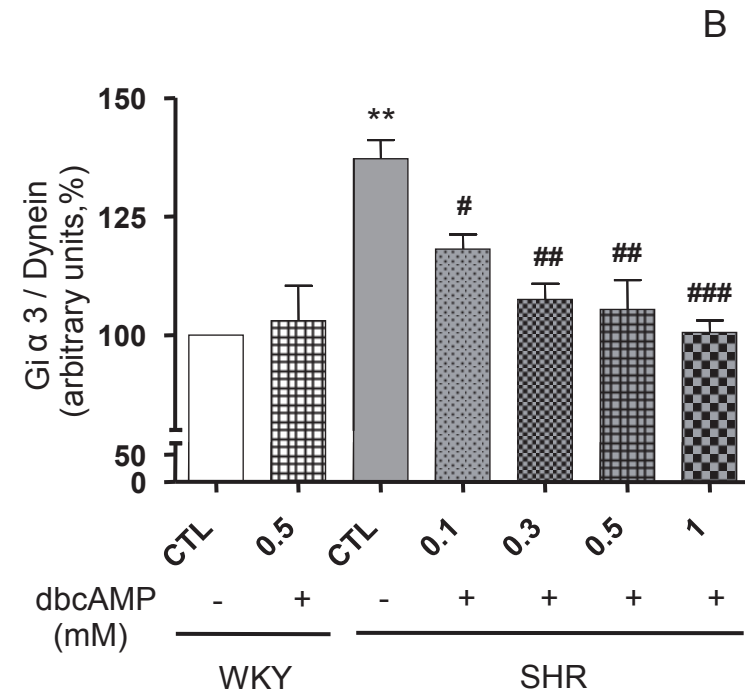 B
Gi α 3 / Dynein
(arbitrary units,%)
150
125
100
50
0
**
#
##
##
###
CTL 0.5 CTL 0.1 0.3 0.5 1
dbcAMP - + - + + + +
(mM)
WKY SHR